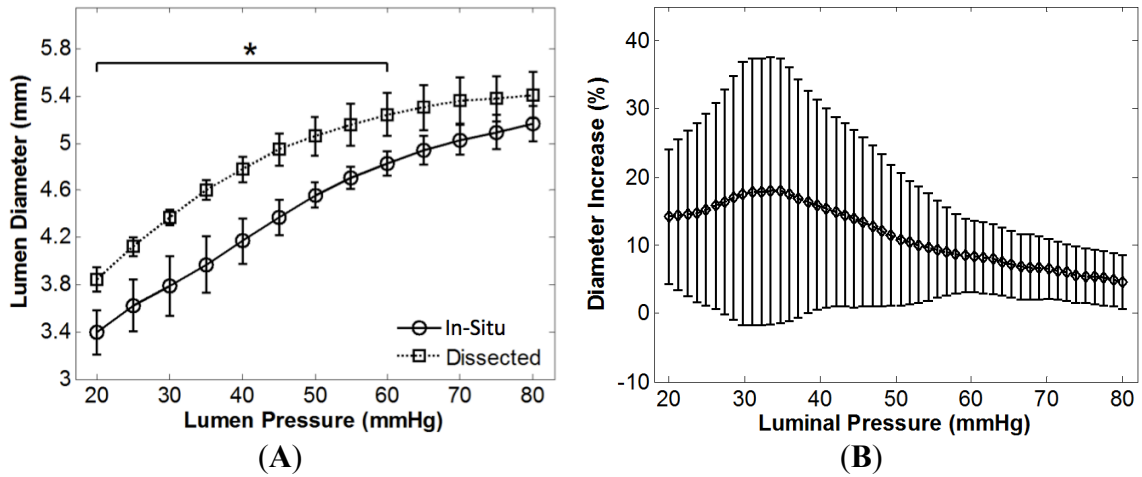 5.8
5.4
5
4.6
4.2
3.8
3.4
3
Lumen Diameter (mm)
*
In-Situ
Dissected
20 30 40 50 60 70 80
Lumen Pressure (mmHg)
(A)
40
30
20
10
0
-10
Diameter Increase (%)
20 30 40 50 60 70 80
Luminal Pressure (mmHg)
(B)